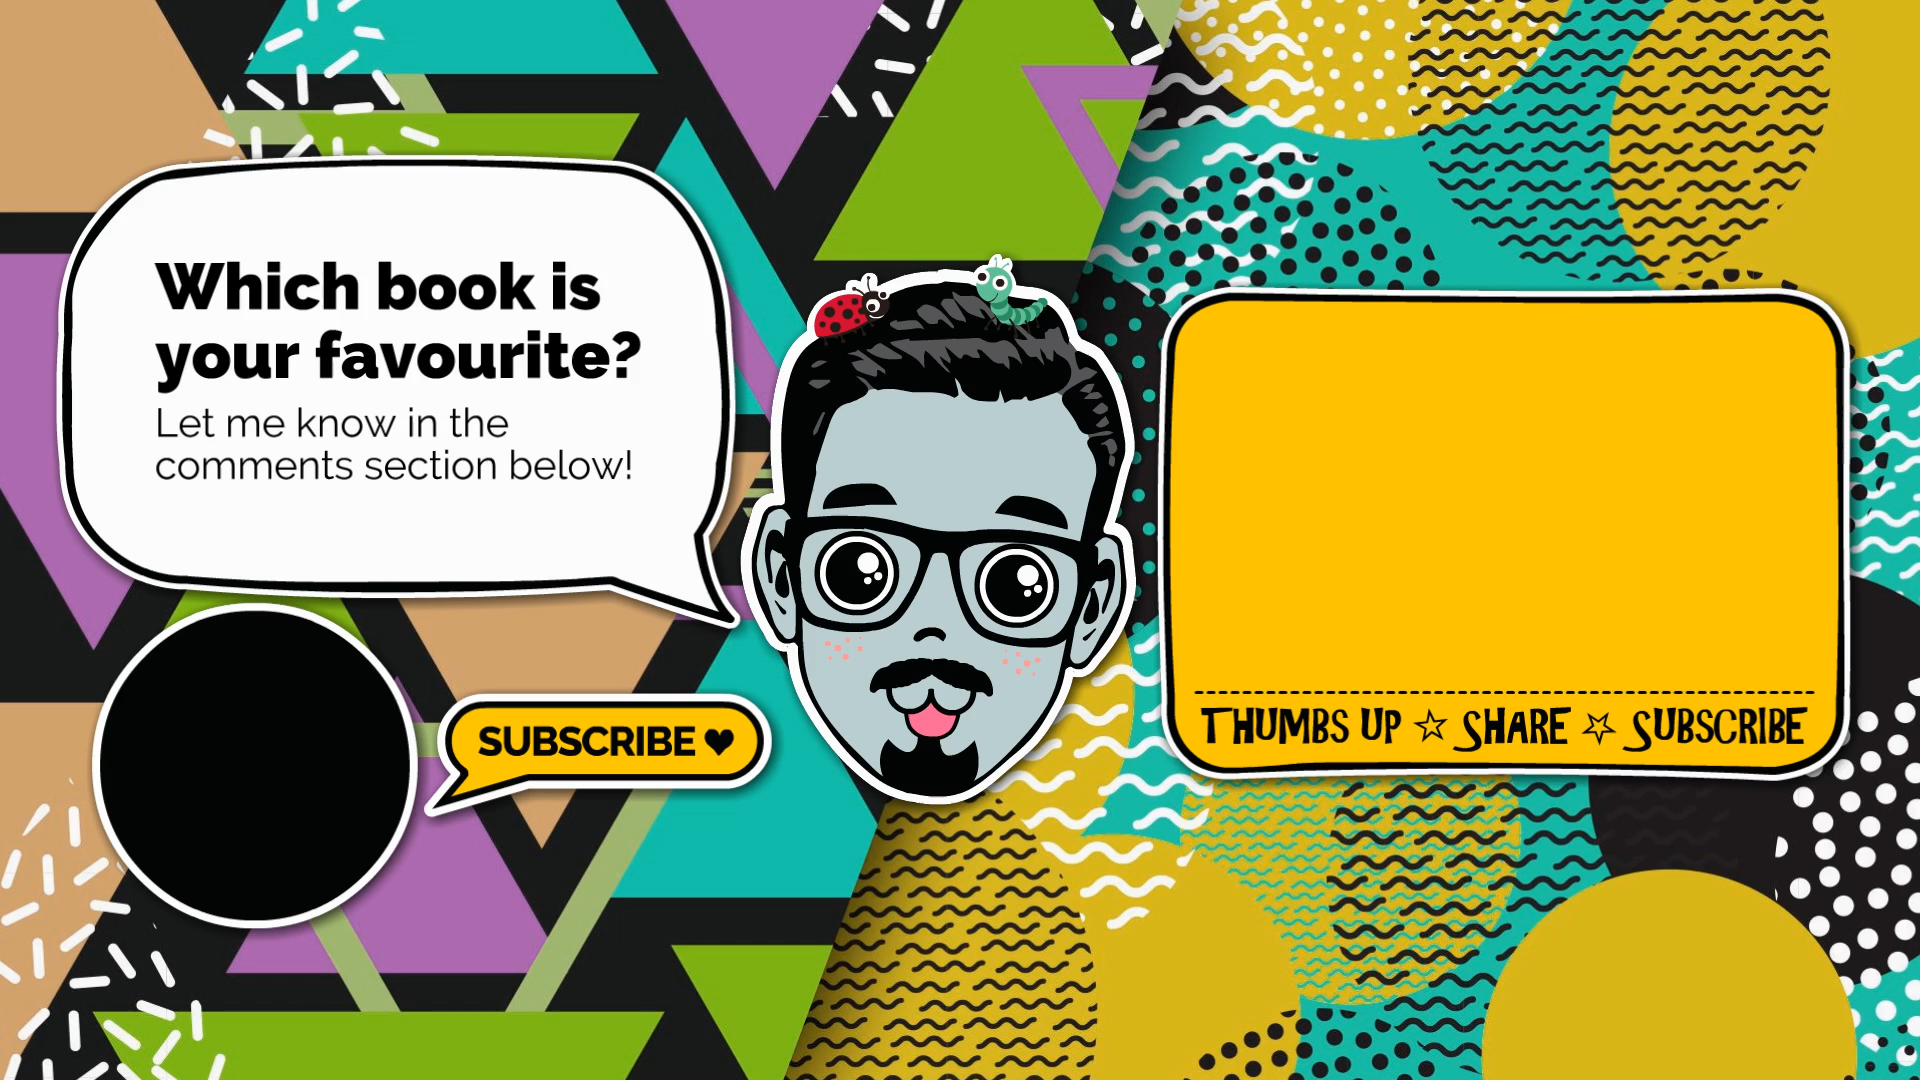 Which book is
your favourite?
Let me know in the
comments section below!
SUBSCRIBE ♥
THUMBS UP ☆ SHARE ☆ SUBSCRIBE